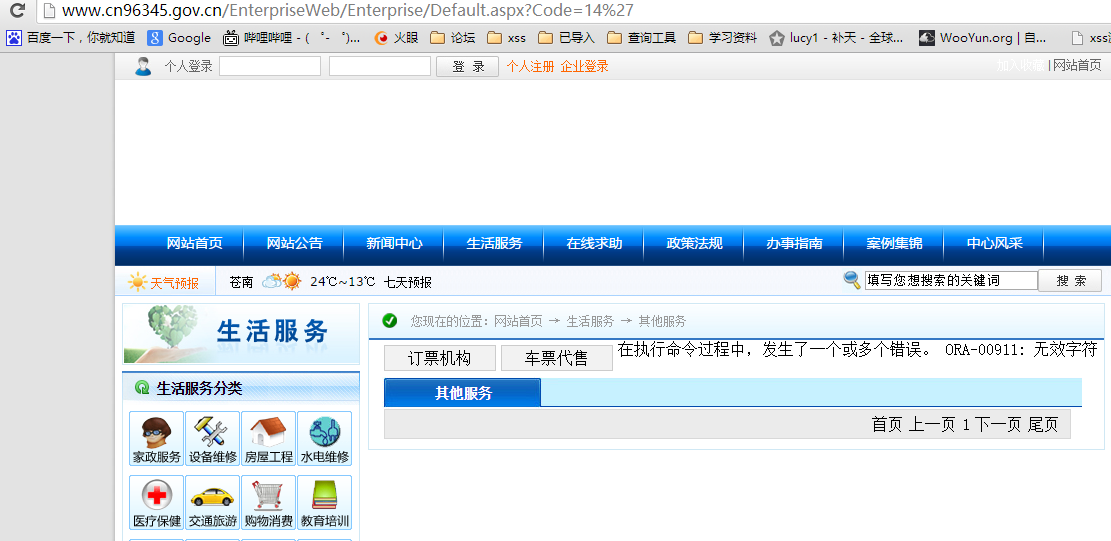 www.cn96345.gov.cn/EnterpriseWeb/Enterprise/Default.aspx?Code=14%27
百度一下，你就知道 Google 哔哩哔哩 - ( ゜- ゜)... 火眼 论坛 xss 已导入 查询工具 学习资料 lucy1 - 补天 - 全球... WooYun.org | 自...
个人登录 登 录 个人注册 企业登录 加入收藏 | 网站首页
网站首页 网站公告 新闻中心 生活服务 在线求助 政策法规 办事指南 案例集锦 中心风采
天气预报 苍南 24℃~13℃ 七天预报 填写您想搜索的关键词 搜 索
生活服务
您现在的位置：网站首页 → 生活服务 → 其他服务
订票机构 车票代售 在执行命令过程中，发生了一个或多个错误。 ORA-00911: 无效字符
生活服务分类
其他服务
首页 上一页 1 下一页 尾页
家政服务 设备维修 房屋工程 水电维修
医疗保健 交通旅游 购物消费 教育培训